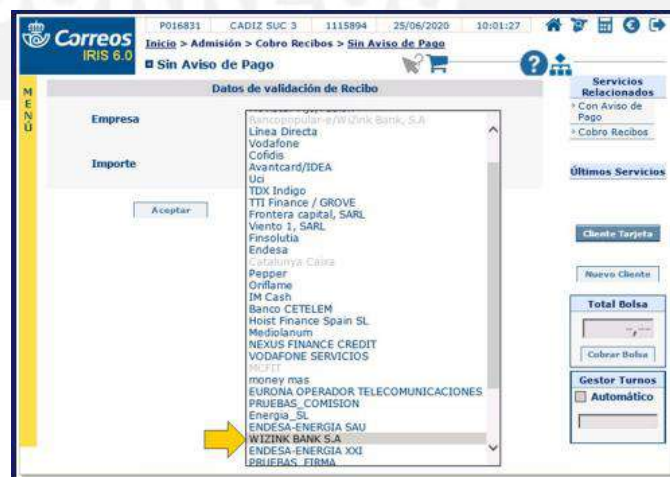 P016831 CADIZ SUC 3 1115894 25/06/2020 10:01:27
Correos
IRIS 6.0
Inicio > Admisión > Cobro Recibos > Sin Aviso de Pago
Sin Aviso de Pago
?
MENÚ
Datos de validación de Recibo
Empresa
Importe
Aceptar
Bancopopular-e/WiZink Bank, S.A
Línea Directa
Vodafone
Cofidis
Avantcard/IDEA
Uci
TDX Indigo
TTI Finance / GROVE
Frontera capital, SARL
Viento 1, SARL
Finsolutia
Endesa
Catalunya Caixa
Pepper
Oriflame
IM Cash
Banco CETELEM
Hoist Finance Spain SL
Mediolanum
NEXUS FINANCE CREDIT
VODAFONE SERVICIOS
MCFIT
money mas
EURONA OPERADOR TELECOMUNICACIONES
PRUEBAS_COMISION
Energia_SL
ENDESA-ENERGIA SAU
WIZINK BANK S.A
ENDESA-ENERGIA XXI
PRUEBAS_FIRMA
Servicios
Relacionados
Con Aviso de
Pago
Cobro Recibos
Últimos Servicios
Cliente Tarjeta
Nuevo Cliente
Total Bolsa
--,--
Cobrar Bolsa
Gestor Turnos
Automático